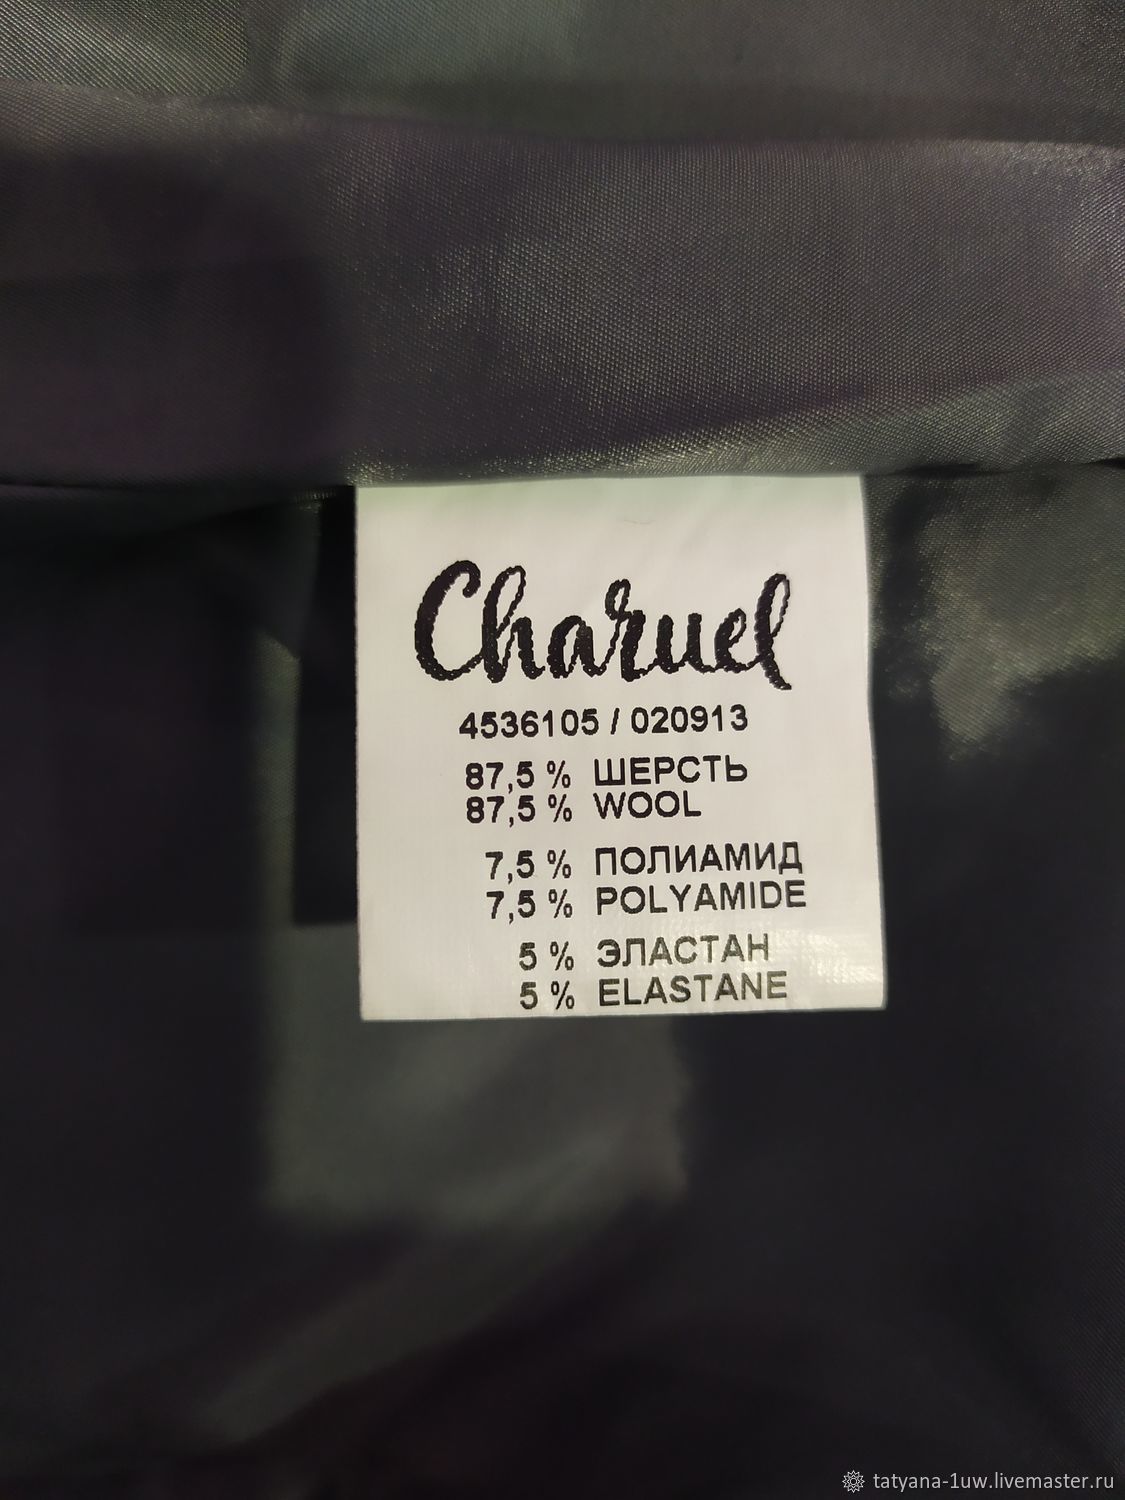 Charuel
4536105 / 020913
87,5 % ШЕРСТЬ
87,5 % WOOL
7,5 % ПОЛИАМИД
7,5 % POLYAMIDE
5 % ЭЛАСТАН
5 % ELASTANE
tatyana-1uw.livemaster.ru